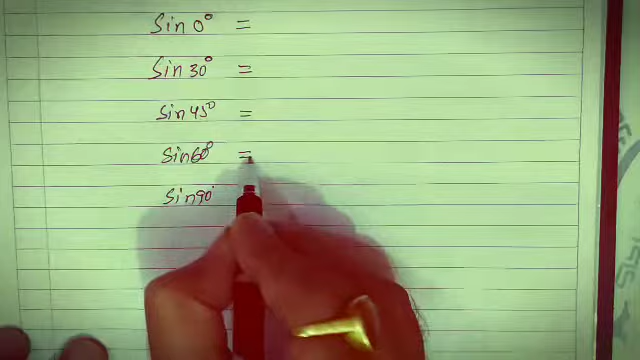 Sin 0° =
Sin 30° =
Sin 45° =
Sin 60° =
Sin 90°